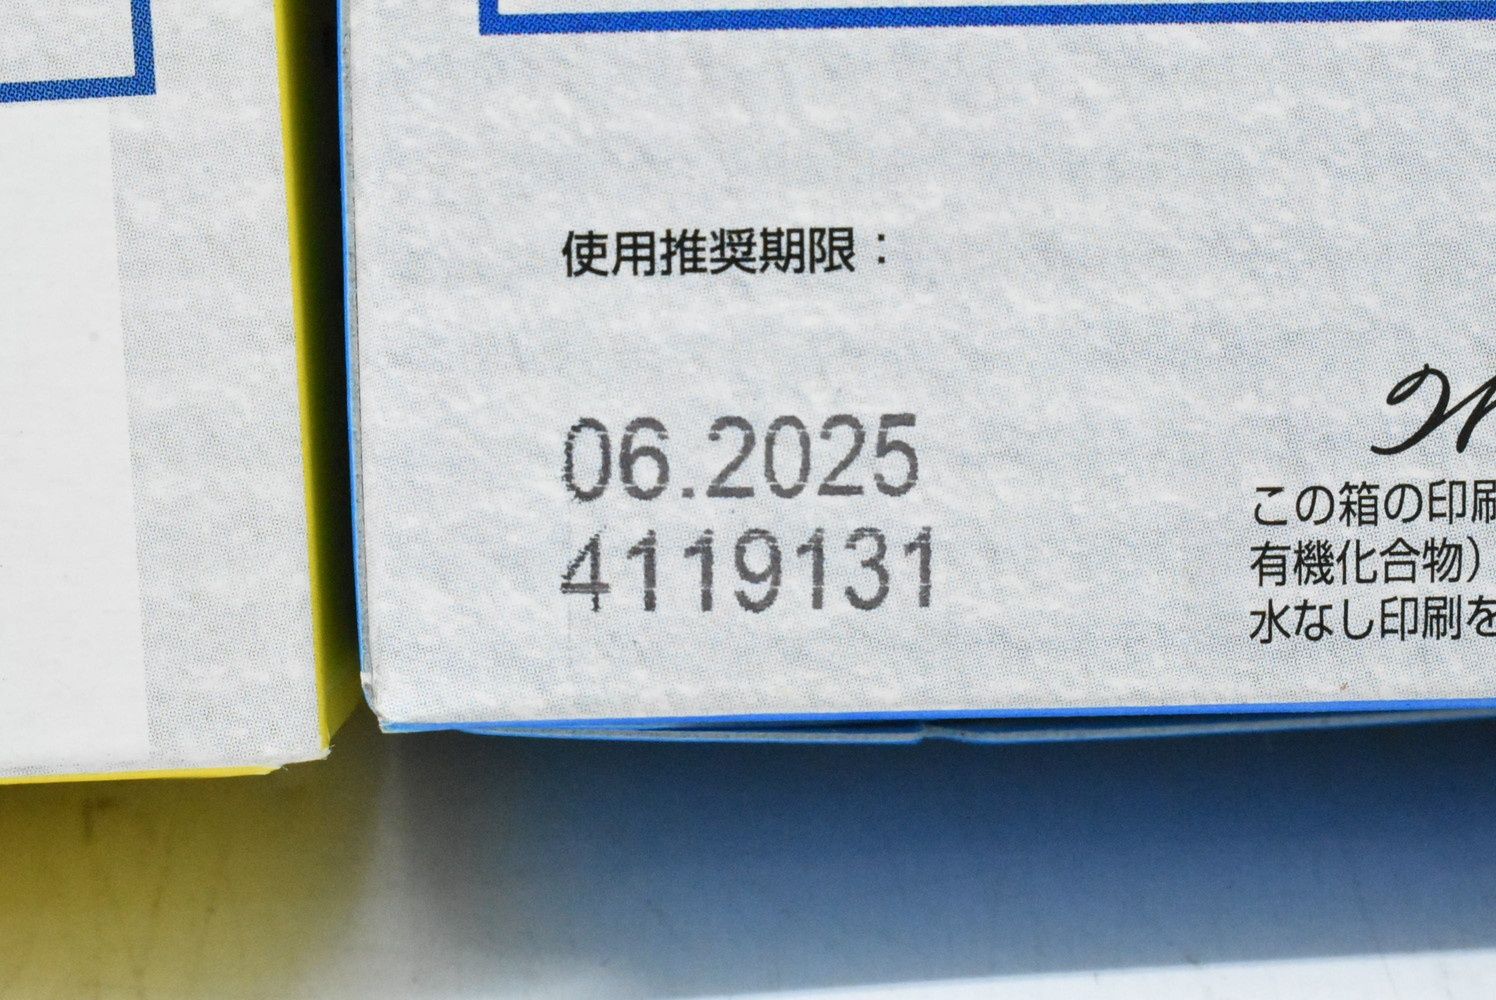 使用推奨期限：
06.2025
4119131
この箱の印刷
有機化合物）
水なし印刷を